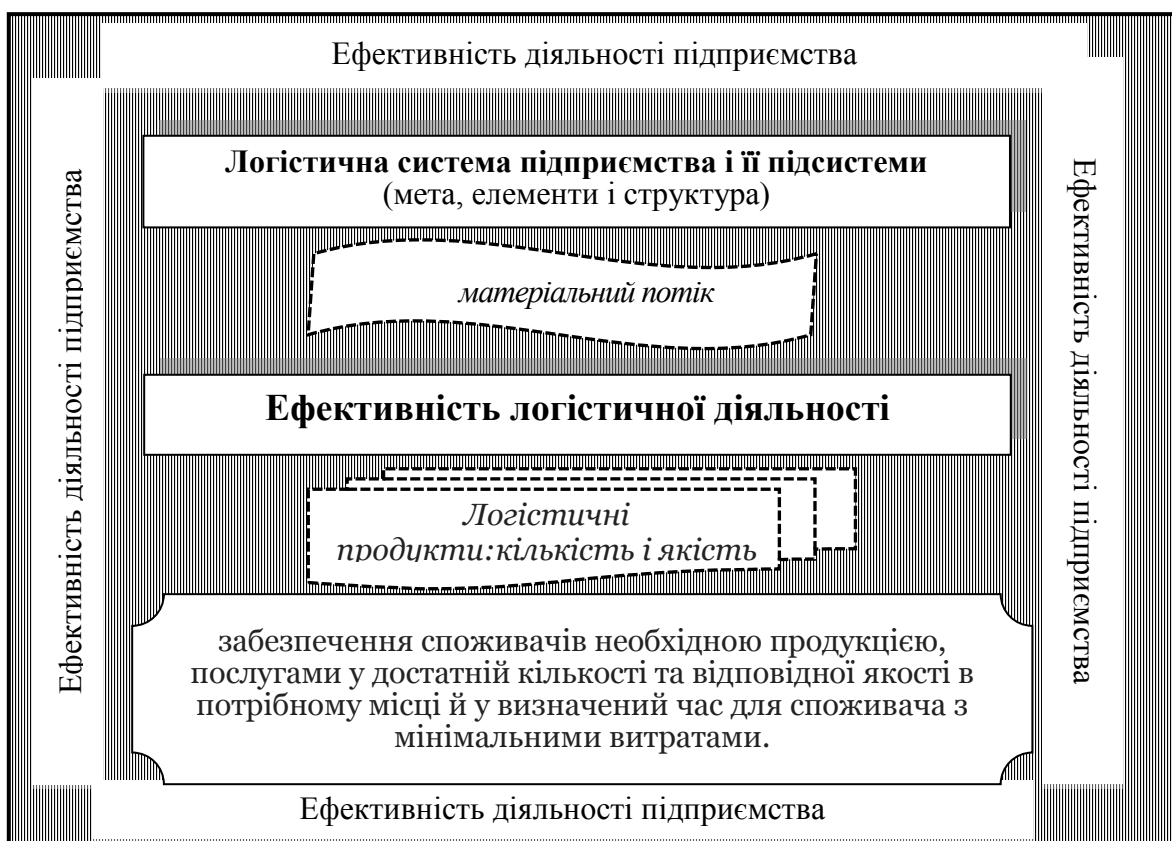 Ефективність діяльності підприємства
Ефективність діяльності підприємства
Логістична система підприємства і її підсистеми
(мета, елементи і структура)
матеріальний потік
Ефективність логістичної діяльності
Логістичні
продукти:кількість і якість
забезпечення споживачів необхідною продукцією,
послугами у достатній кількості та відповідної якості в
потрібному місці й у визначений час для споживача з
мінімальними витратами.
Ефективність діяльності підприємства
Ефективність діяльності підприємства